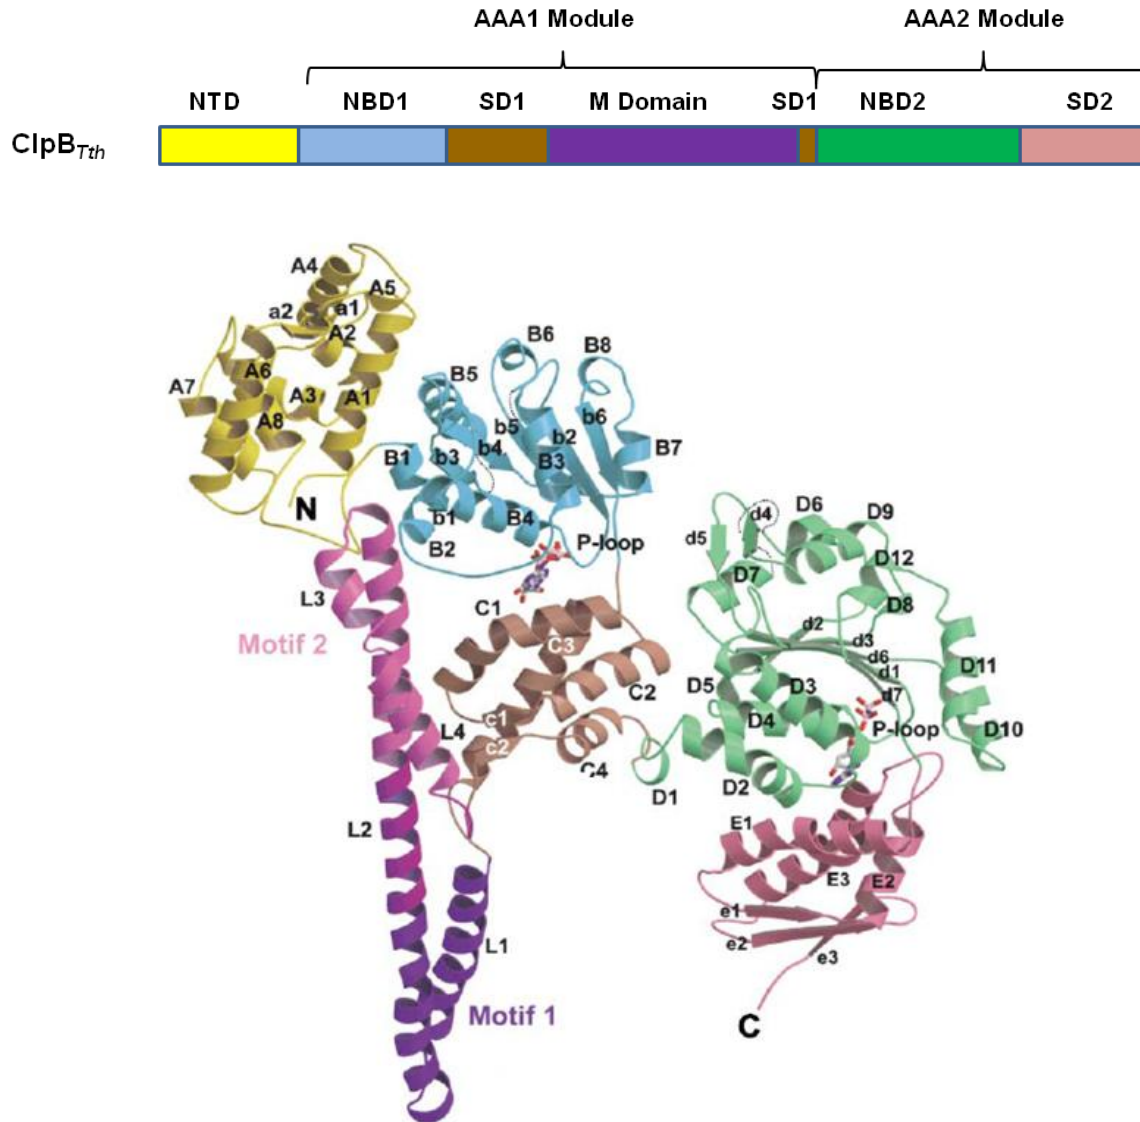 AAA1 Module AAA2 Module
NTD NBD1 SD1 M Domain SD1 NBD2 SD2
ClpBTth
A4
A5
a2 a1
A2
B6
B8
A6
B5
A7
A3 A1
b6
A8
b5
b2
b4
B7
B1 b3
B3
N
b1 B4
B2
P-loop
d4 D6
D9
d5
D12
D7
L3
C1
D8
d2
Motif 2
C3
d3
d6
D11
d1
C2
D5 D3
d7
c1
D4
P-loop
L4
D10
c2
C4
D2
D1
L2
E1
E3 E2
e1
L1
e2
e3
Motif 1
C